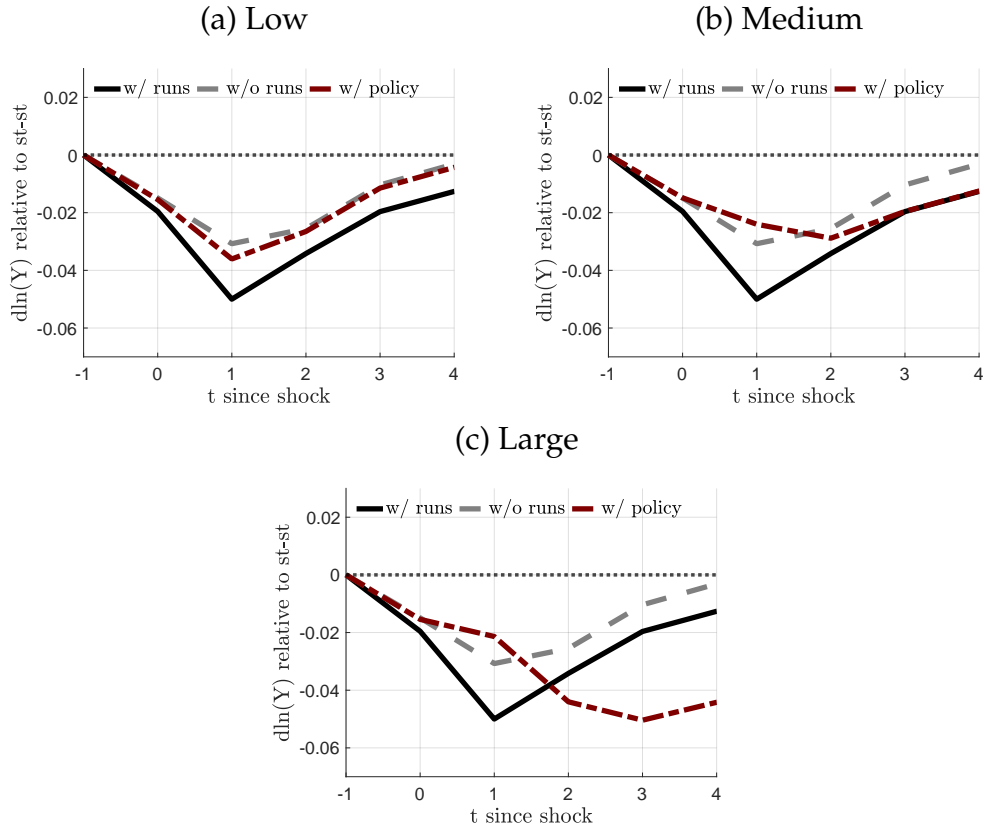 (a) Low
w/ runs w/o runs w/ policy
dln(Y) relative to st-st
0.02
0
-0.02
-0.04
-0.06
-1 0 1 2 3 4
t since shock
(b) Medium
w/ runs w/o runs w/ policy
dln(Y) relative to st-st
0.02
0
-0.02
-0.04
-0.06
-1 0 1 2 3 4
t since shock
(c) Large
w/ runs w/o runs w/ policy
dln(Y) relative to st-st
0.02
0
-0.02
-0.04
-0.06
-1 0 1 2 3 4
t since shock